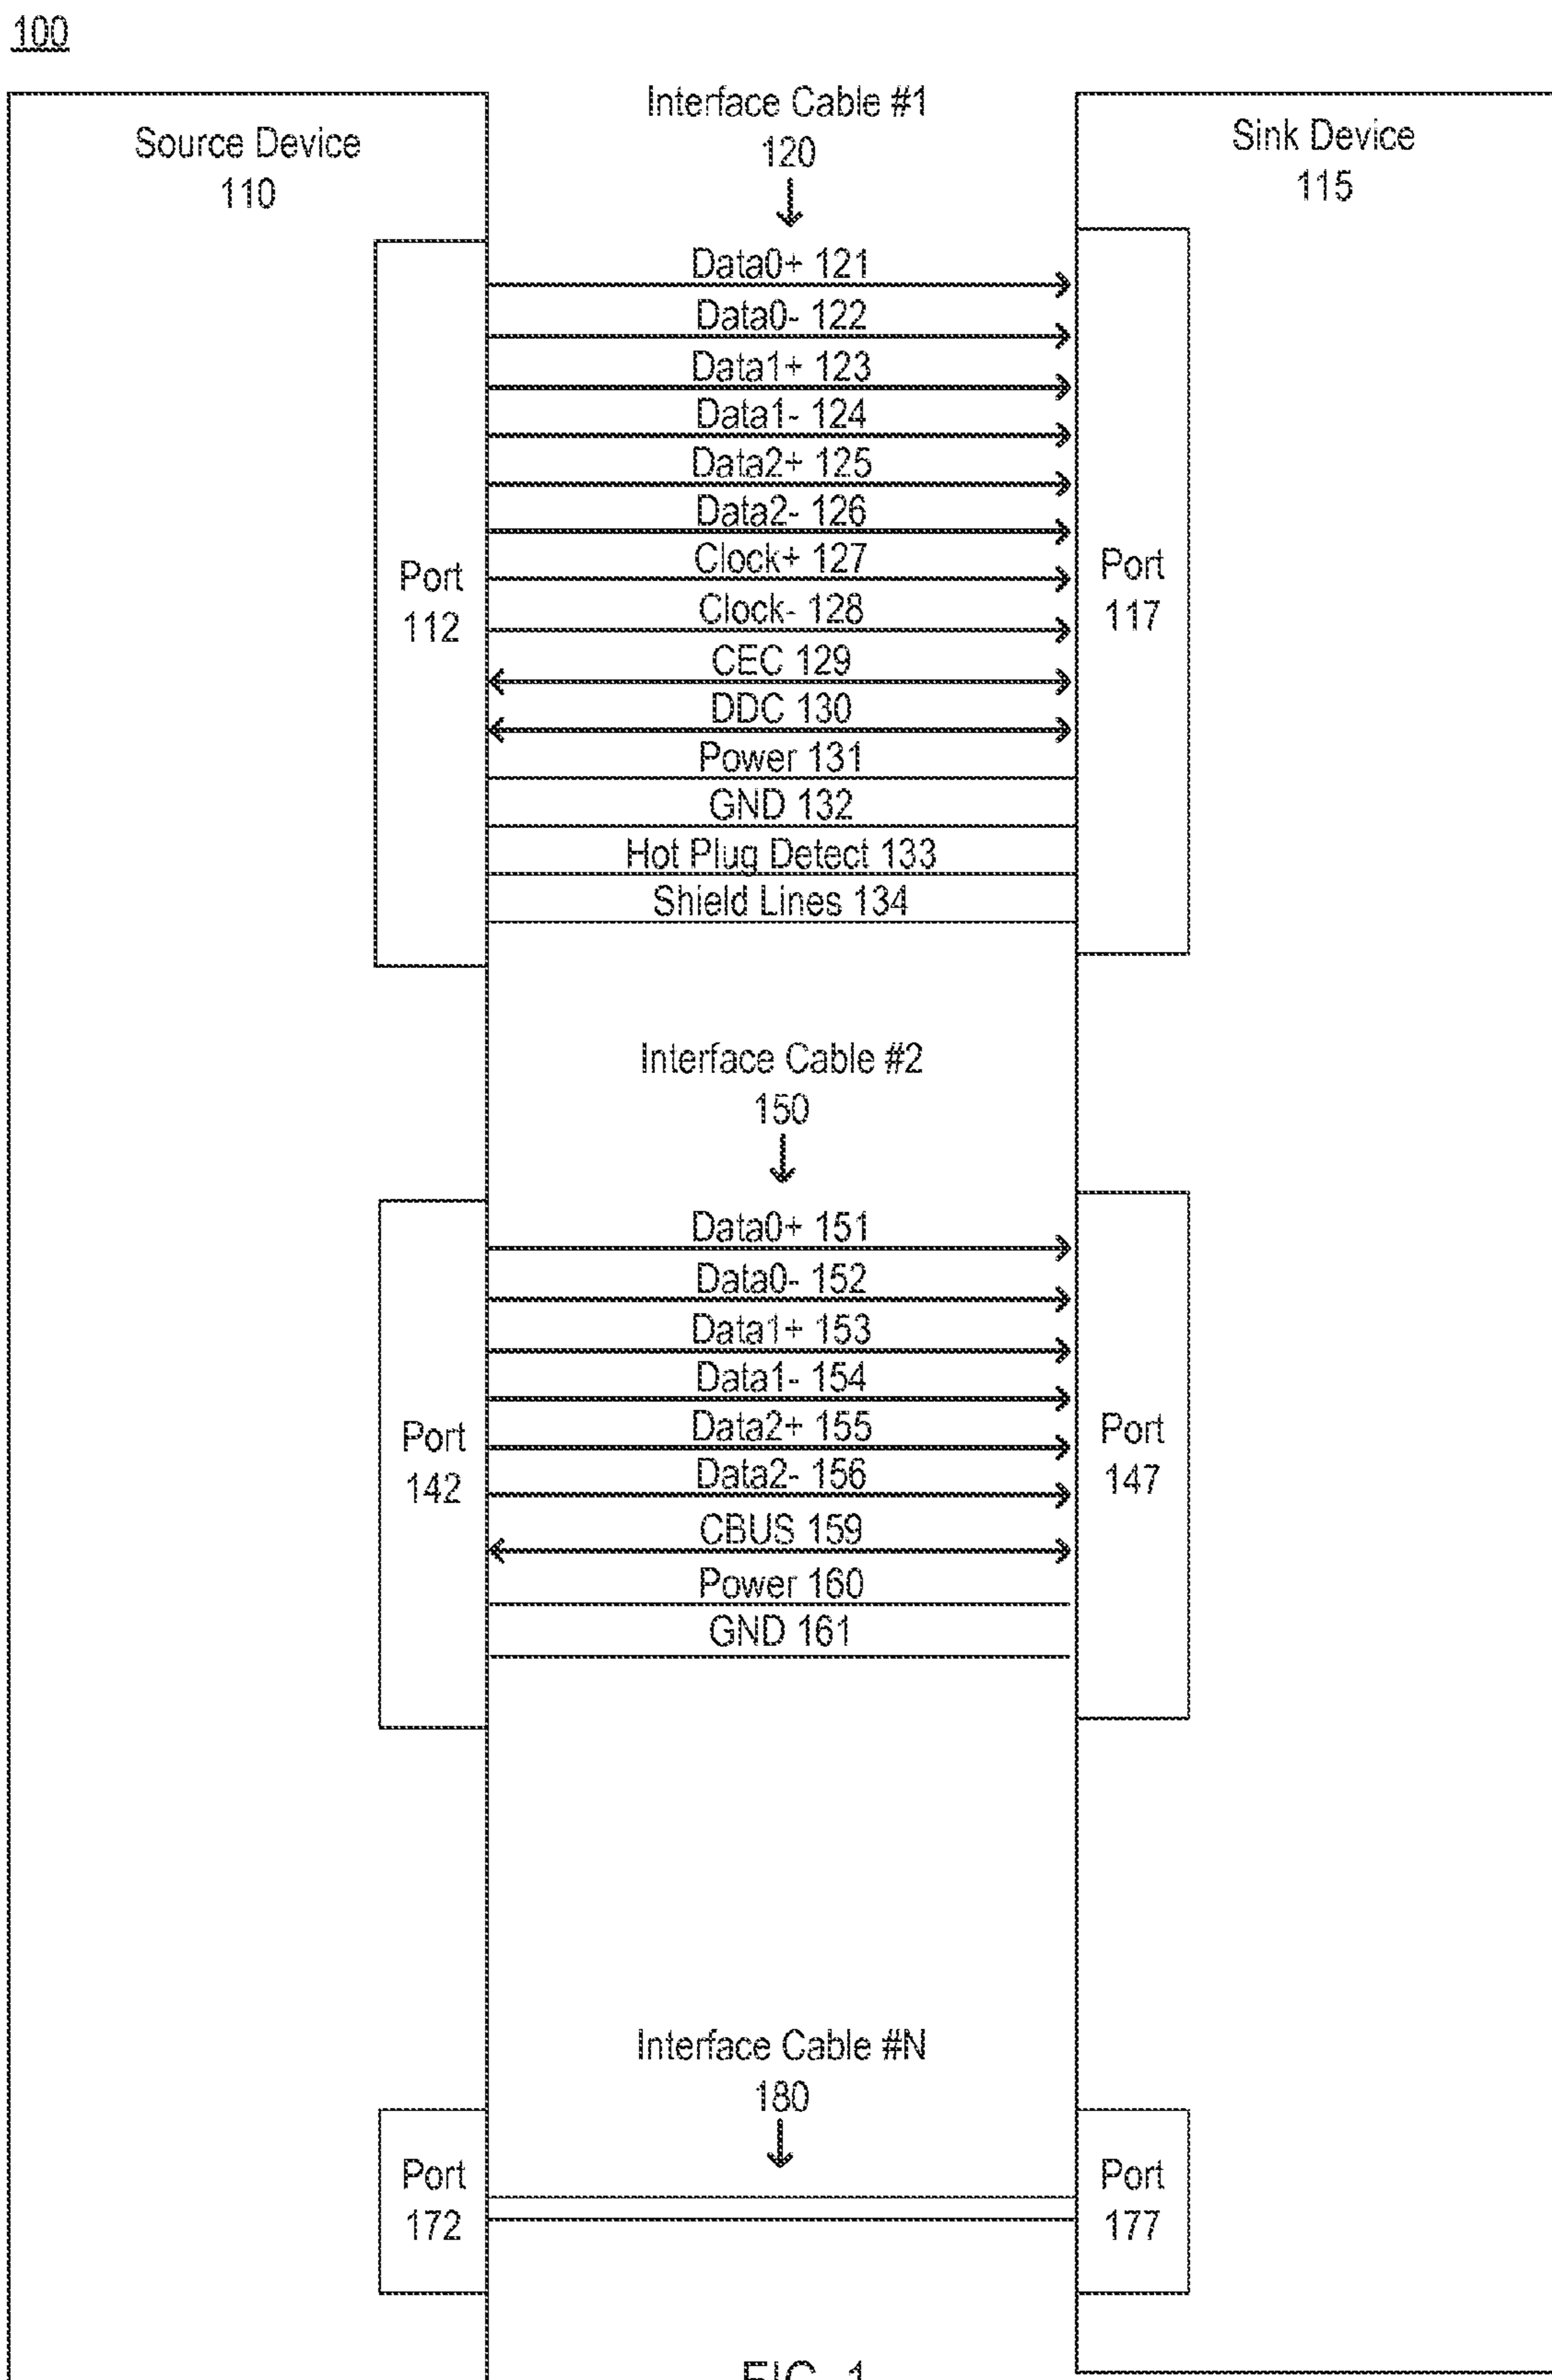 100
Source Device
110
Interface Cable #1
120
Sink Device
115
Data0+ 121
Data0- 122
Data1+ 123
Data1- 124
Data2+ 125
Data2- 126
Clock+ 127
Clock- 128
CEC 129
DDC 130
Power 131
GND 132
Hot Plug Detect 133
Shield Lines 134
Port
112
Port
117
Interface Cable #2
150
Data0+ 151
Data0- 152
Data1+ 153
Data1- 154
Data2+ 155
Data2- 156
CBUS 159
Power 160
GND 161
Port
142
Port
147
Interface Cable #N
180
Port
172
Port
177
FIG. 1